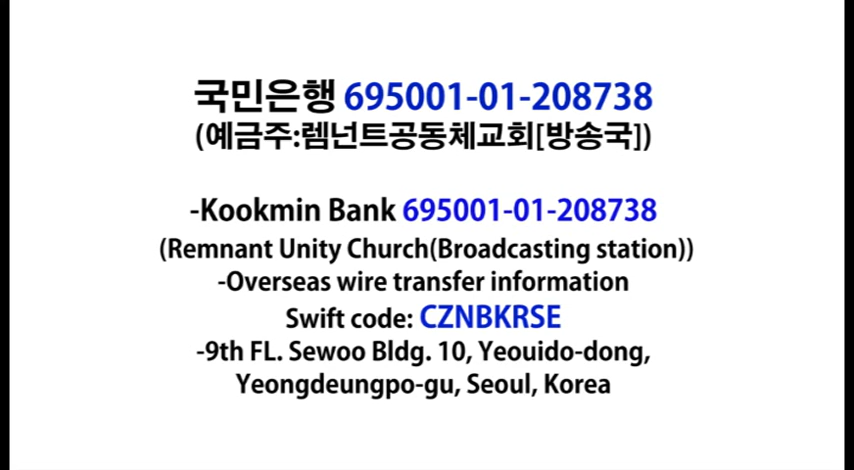 국민은행 695001-01-208738
(예금주:렘넌트공동체교회[방송국])
-Kookmin Bank 695001-01-208738
(Remnant Unity Church(Broadcasting station))
-Overseas wire transfer information
Swift code: CZNBKRSE
-9th FL. Sewoo Bldg. 10, Yeouido-dong,
Yeongdeungpo-gu, Seoul, Korea